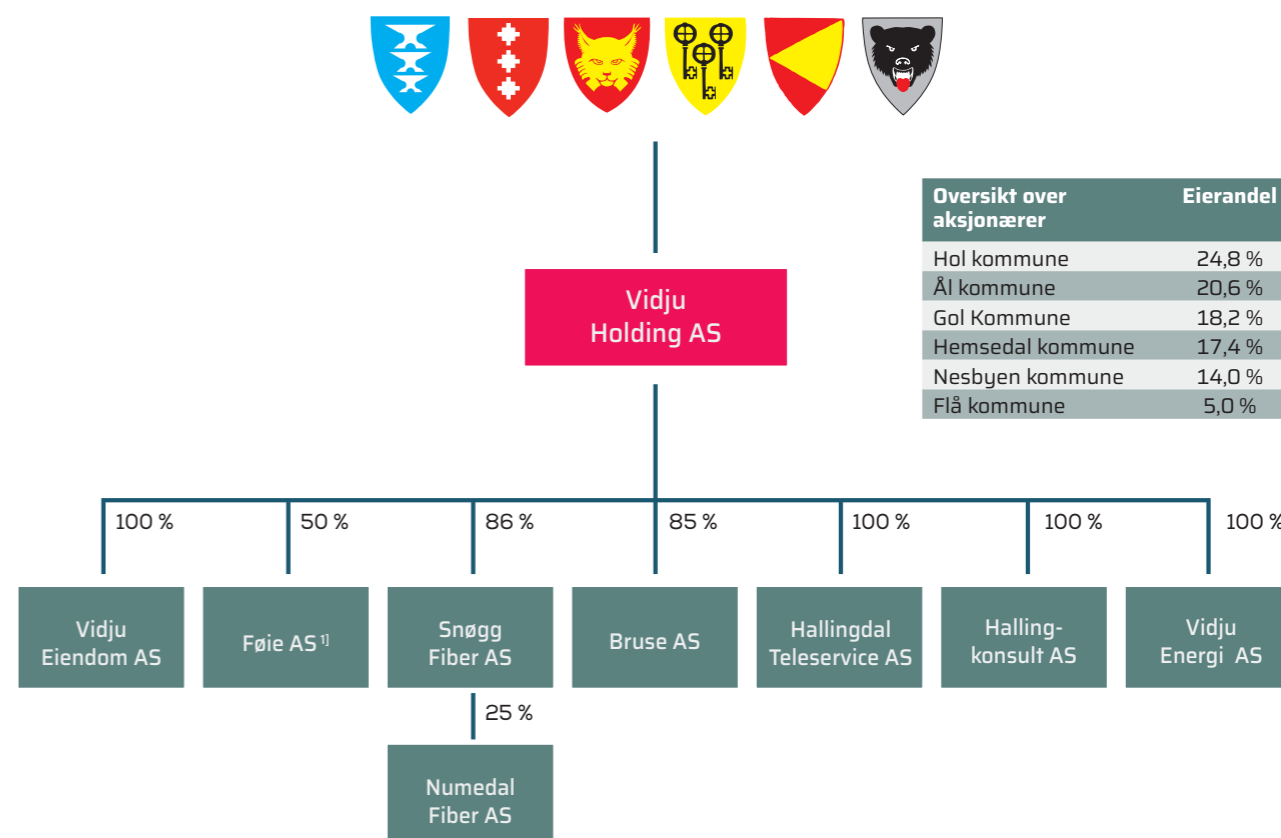 Oversikt over Eierandel
aksjonærer
Hol kommune 24,8 %
Ål kommune 20,6 %
Gol Kommune 18,2 %
Hemsedal kommune 17,4 %
Nesbyen kommune 14,0 %
Flå kommune 5,0 %
Vidju
Holding AS
100 % 50 % 86 % 85 % 100 % 100 % 100 %
Vidju
Eiendom AS
Føie AS 1]
Snøgg
Fiber AS
Bruse AS
Hallingdal
Teleservice AS
Halling-
konsult AS
Vidju
Energi AS
25 %
Numedal
Fiber AS